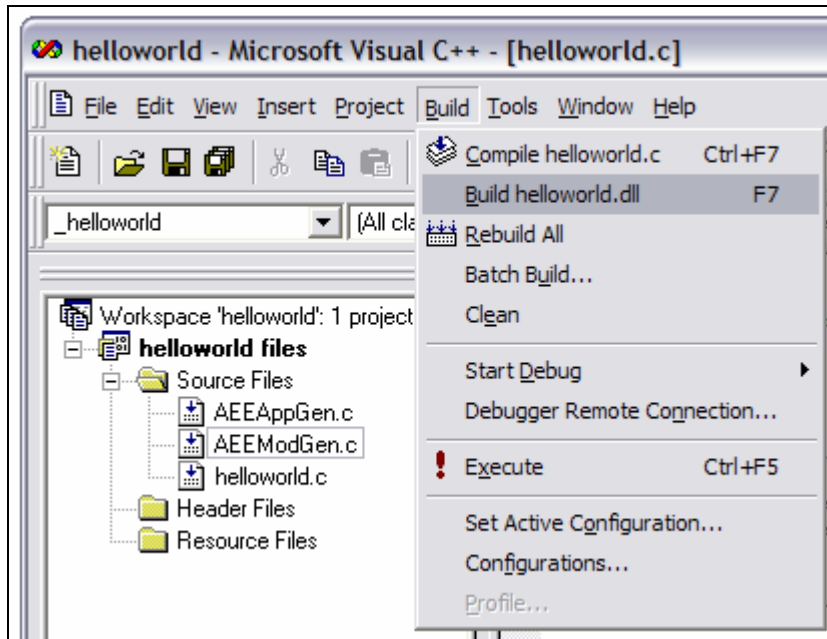 helloworld - Microsoft Visual C++ - [helloworld.c]
File Edit View Insert Project Build Tools Window Help
Compile helloworld.c Ctrl+F7
Build helloworld.dll F7
_helloworld (All cla
Rebuild All
Batch Build...
Clean
Workspace 'helloworld': 1 project
helloworld files
Source Files
AEEAppGen.c
AEEModGen.c
helloworld.c
Header Files
Resource Files
Start Debug
Debugger Remote Connection...
Execute Ctrl+F5
Set Active Configuration...
Configurations...
Profile...